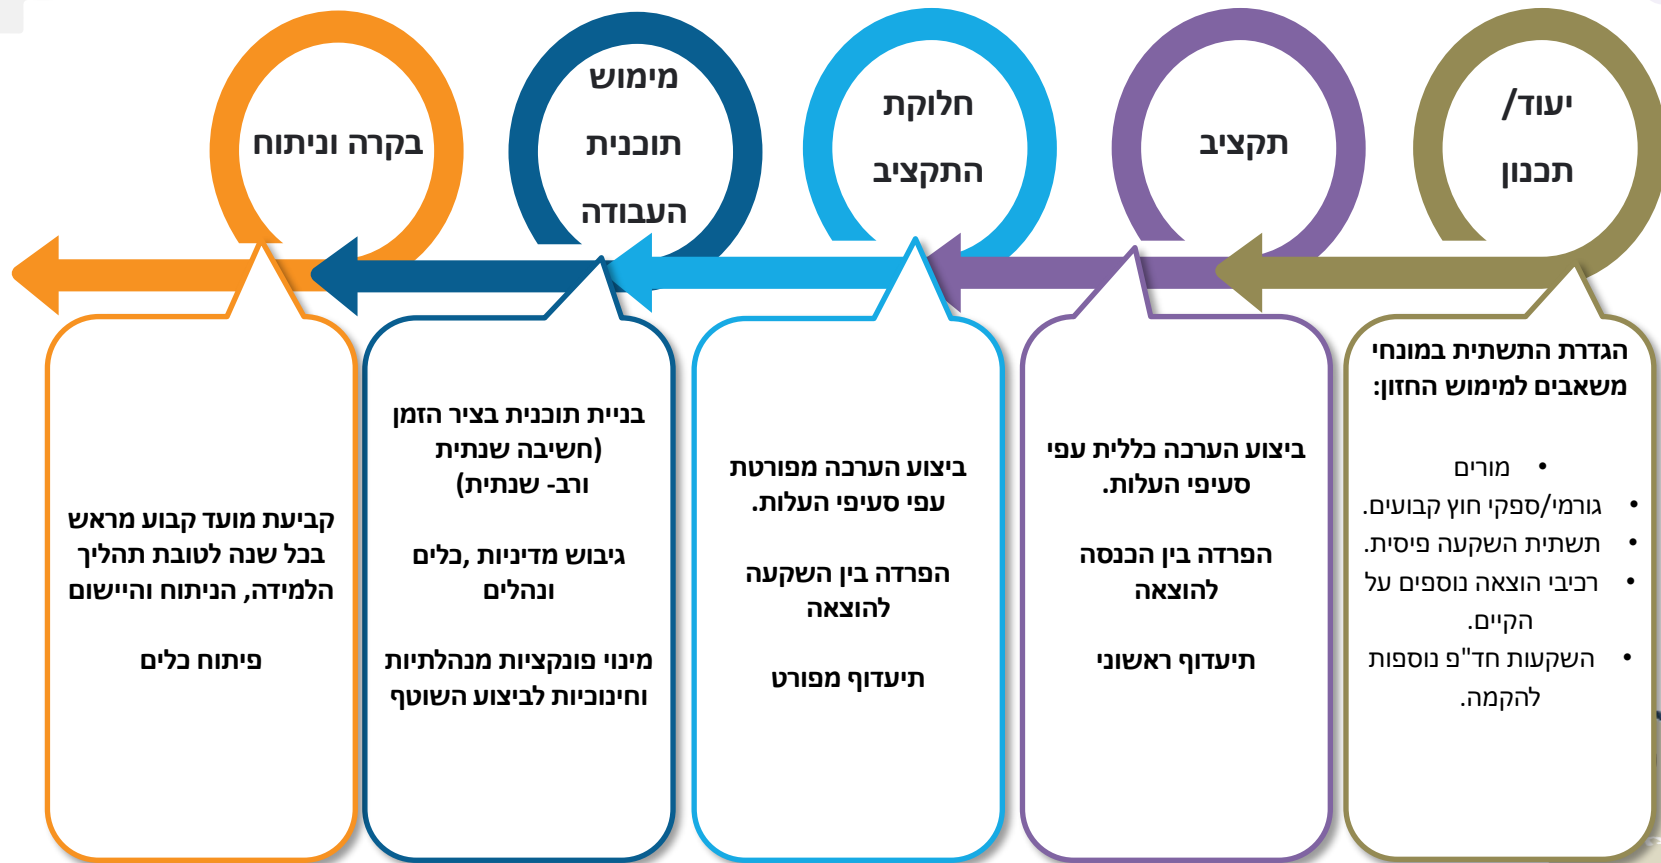 יעוד/
תכנון
תקציב
חלוקת
התקציב
מימוש
תוכנית
העבודה
בקרה וניתוח
הגדרת התשתית במונחי
משאבים למימוש החזון:
• מורים
• גורמי/ספקי חוץ קבועים.
• תשתית השקעה פיסית.
• רכיבי הוצאה נוספים על
הקיים.
• השקעות חד"פ נוספות
להקמה.
ביצוע הערכה כללית עפי
סעיפי העלות.
הפרדה בין הכנסה
להוצאה
תיעדוף ראשוני
ביצוע הערכה מפורטת
עפי סעיפי העלות.
הפרדה בין השקעה
להוצאה
תיעדוף מפורט
בניית תוכנית בציר הזמן
(חשיבה שנתית
ורב- שנתית)
גיבוש מדיניות ,כלים
ונהלים
מינוי פונקציות מנהלתיות
וחינוכיות לביצוע השוטף
קביעת מועד קבוע מראש
בכל שנה לטובת תהליך
הלמידה, הניתוח והיישום
פיתוח כלים